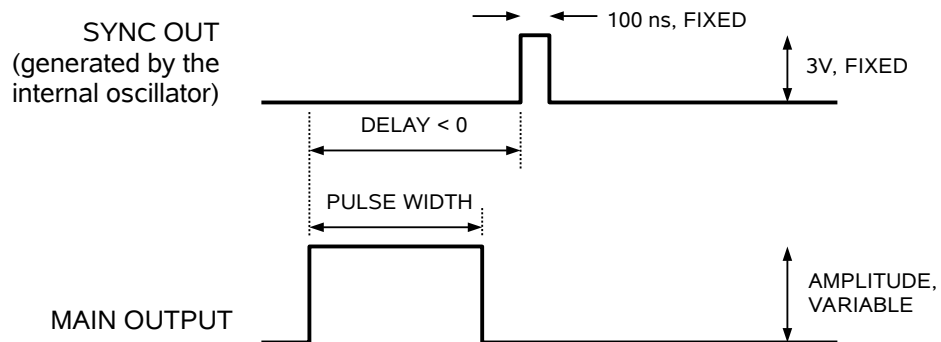 100 ns, FIXED
SYNC OUT
(generated by the
internal oscillator)
3V, FIXED
DELAY < 0
PULSE WIDTH
AMPLITUDE,
VARIABLE
MAIN OUTPUT